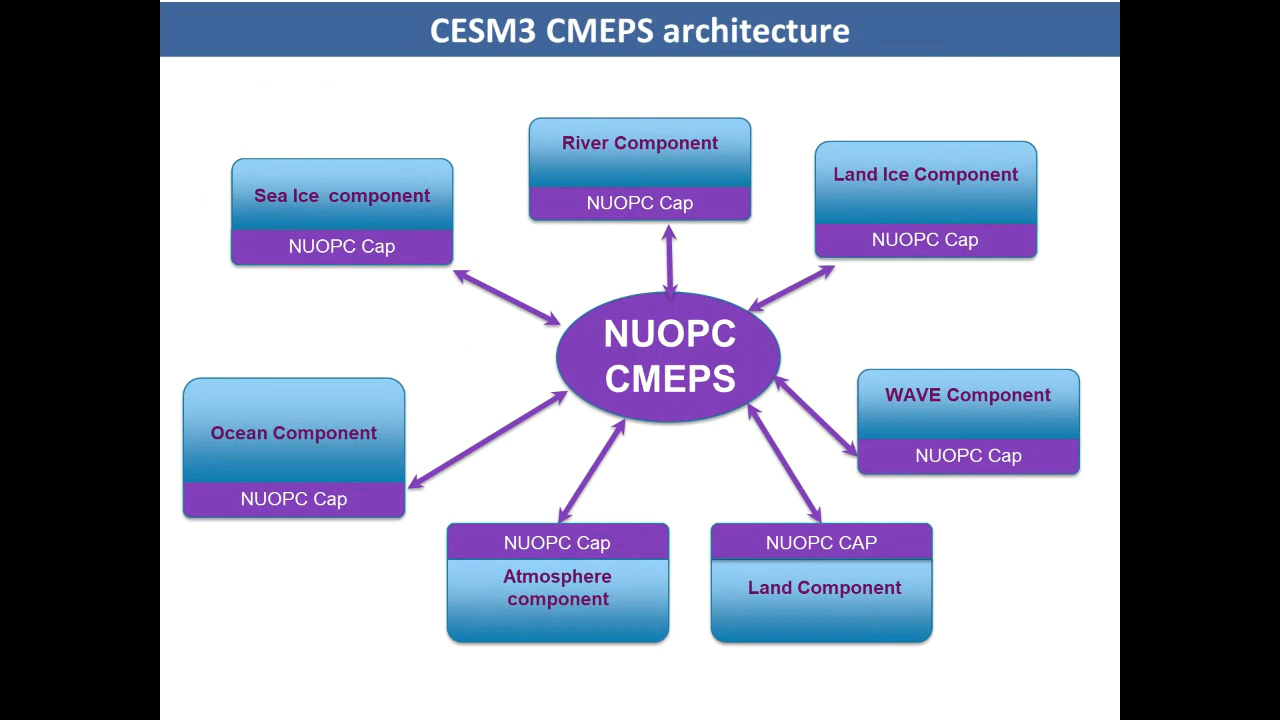 CESM3 CMEPS architecture
River Component
NUOPC Cap
Land Ice Component
NUOPC Cap
Sea Ice component
NUOPC Cap
NUOPC
CMEPS
WAVE Component
NUOPC Cap
Ocean Component
NUOPC Cap
NUOPC Cap
Atmosphere
component
NUOPC CAP
Land Component